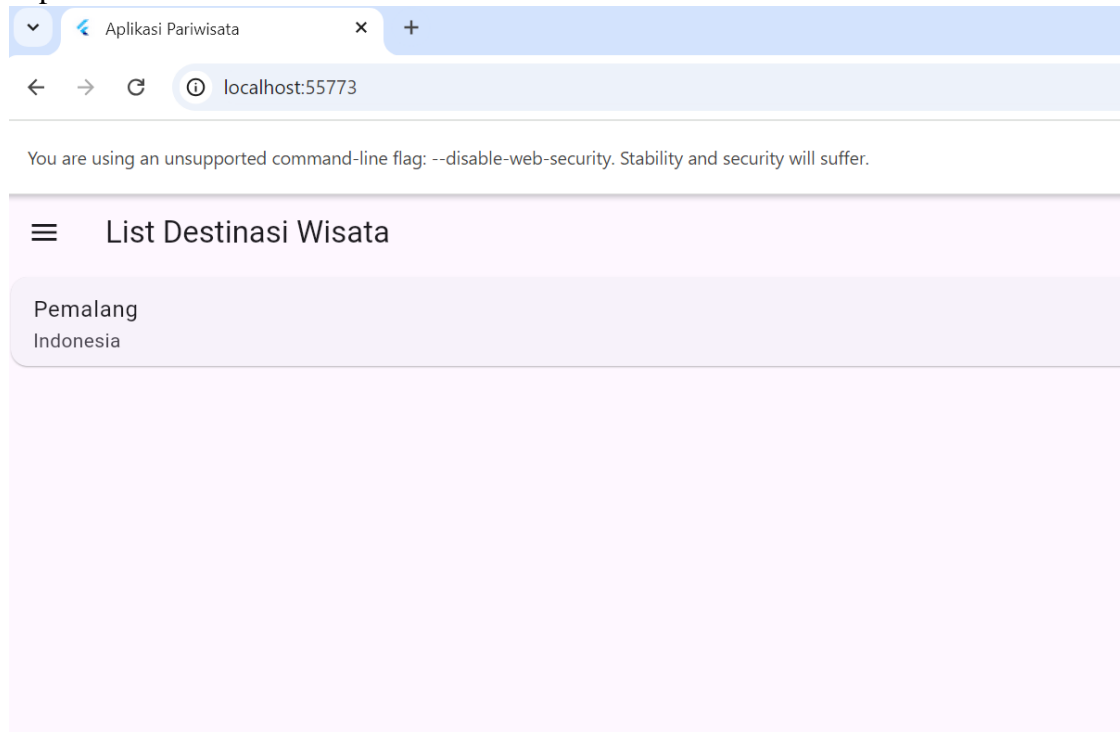 Aplikasi Pariwisata
localhost:55773
You are using an unsupported command-line flag: --disable-web-security. Stability and security will suffer.
List Destinasi Wisata
Pemalang
Indonesia